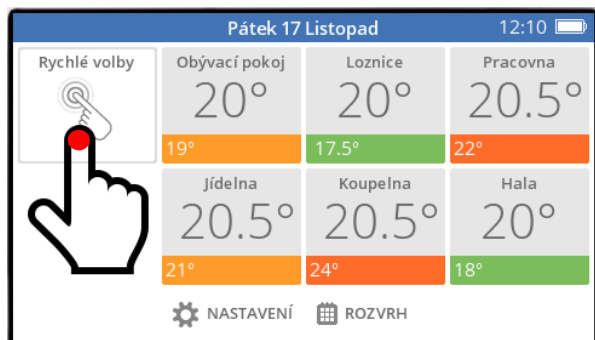 Pátek 17 Listopad 12:10
Rychlé volby
Obývací pokoj
20°
19°
Loznice
20°
17.5°
Pracovna
20.5°
22°
Jídelna
20.5°
21°
Koupelna
20.5°
24°
Hala
20°
18°
NASTAVENÍ ROZVRH